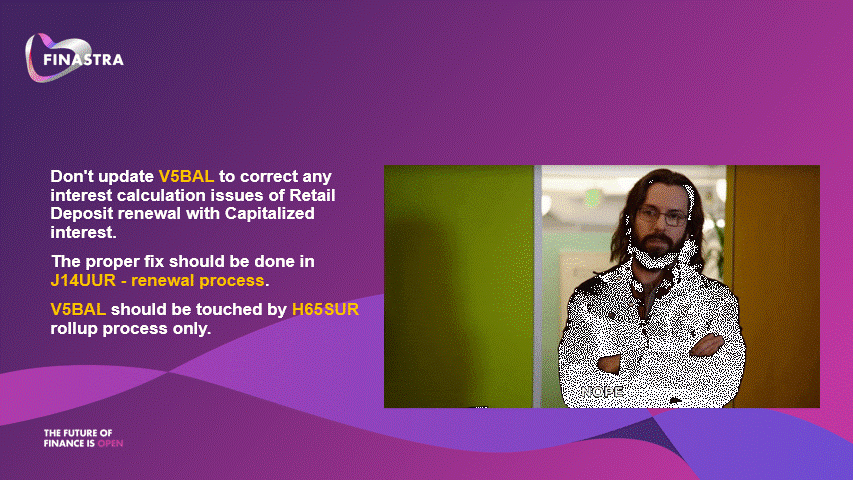 FINASTRA
Don't update V5BAL to correct any
interest calculation issues of Retail
Deposit renewal with Capitalized
interest.
The proper fix should be done in
J14UUR - renewal process.
V5BAL should be touched by H65SUR
rollup process only.
NOPE
THE FUTURE OF
FINANCE IS OPEN